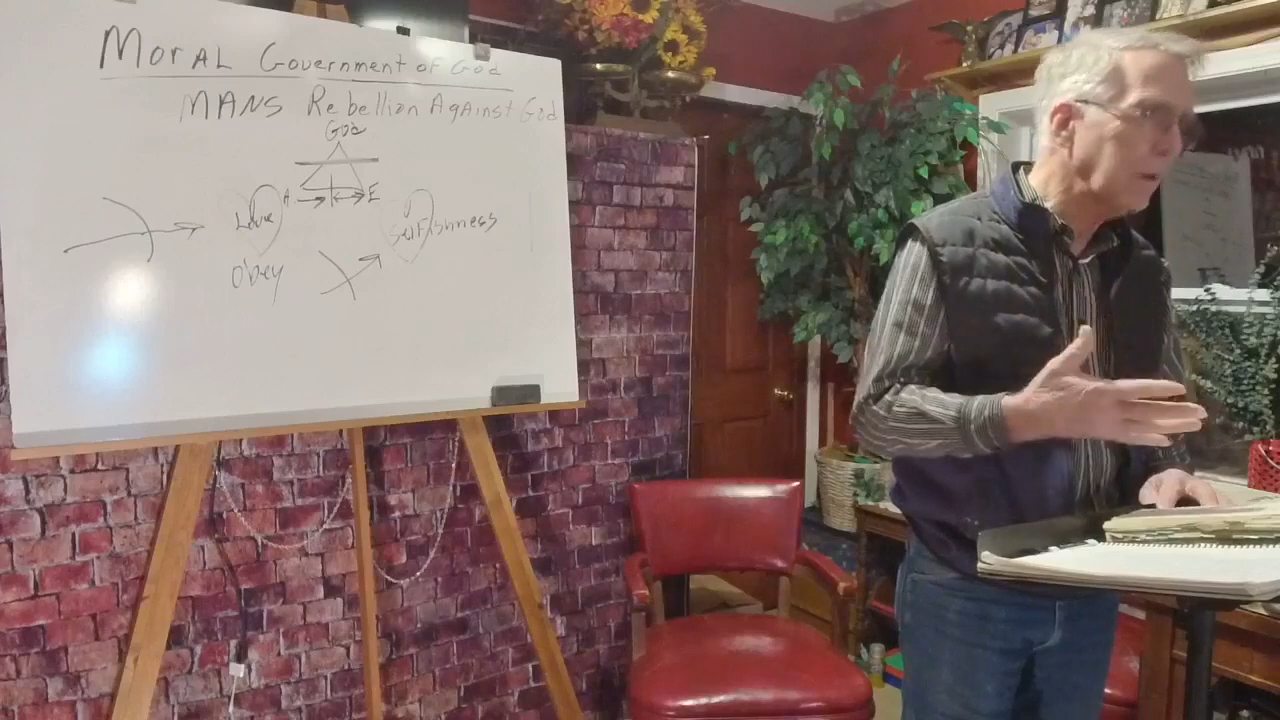 Moral Government of God
MANS Rebellion Against God
God
A. E
Love
Selfishness
obey